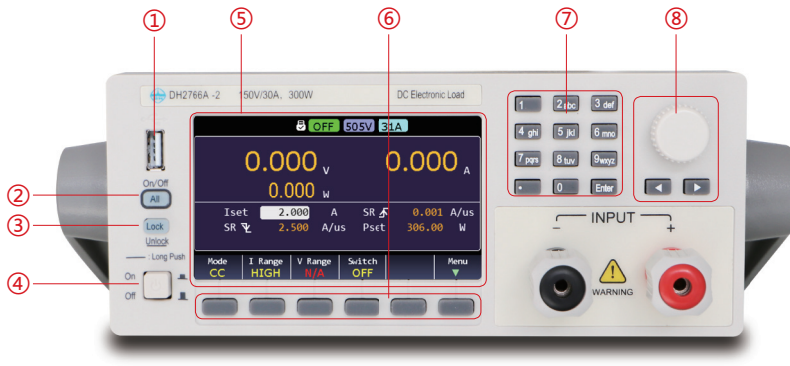 ① ⑤ ⑥ ⑦ ⑧
DH2766A -2 150V/30A, 300W DC Electronic Load
OFF 505V 31A
0.000 V 0.000 A
0.000 W
Iset 2.000 A SR 0.001 A/us
SR 2.500 A/us Pset 306.00 W
Mode I Range V Range Switch Menu
CC HIGH N/A OFF ▼
② On/Off
All
③ Lock
Unlock
: Long Push
④ On
Off
1 2 abc 3 def
4 ghi 5 jkl 6 mno
7 pqrs 8 tuv 9 wxyz
• 0 Enter
◀ ▶
INPUT
− +
WARNING